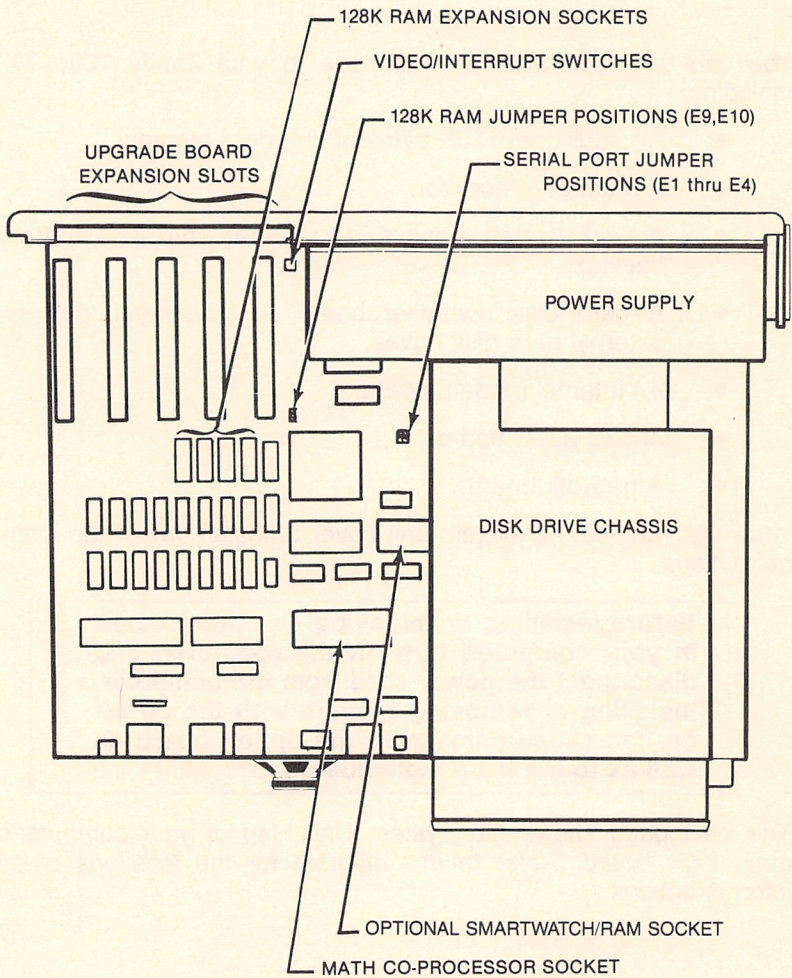 128K RAM EXPANSION SOCKETS
VIDEO/INTERRUPT SWITCHES
128K RAM JUMPER POSITIONS (E9,E10)
SERIAL PORT JUMPER
POSITIONS (E1 thru E4)
UPGRADE BOARD
EXPANSION SLOTS
POWER SUPPLY
DISK DRIVE CHASSIS
OPTIONAL SMARTWATCH/RAM SOCKET
MATH CO-PROCESSOR SOCKET